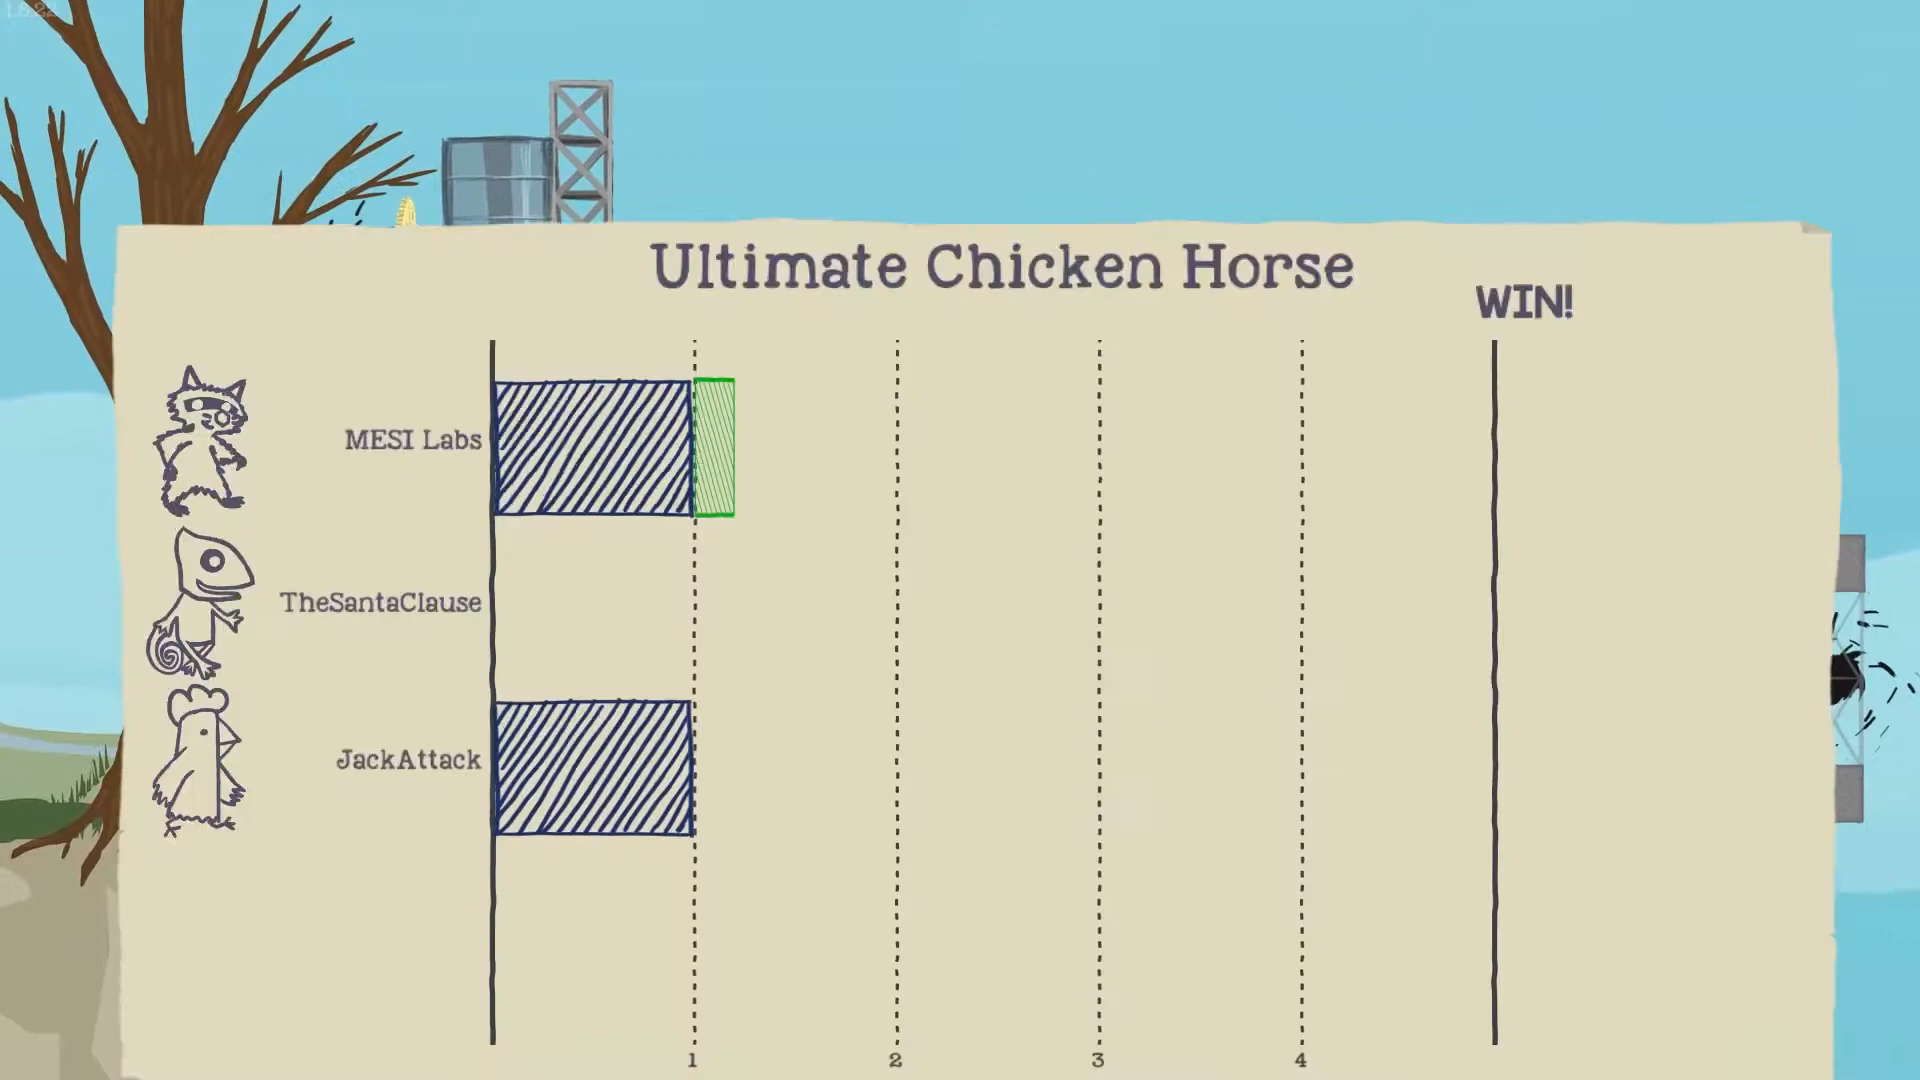 Ultimate Chicken Horse
WIN!
MESI Labs
TheSantaClause
JackAttack
1 2 3 4